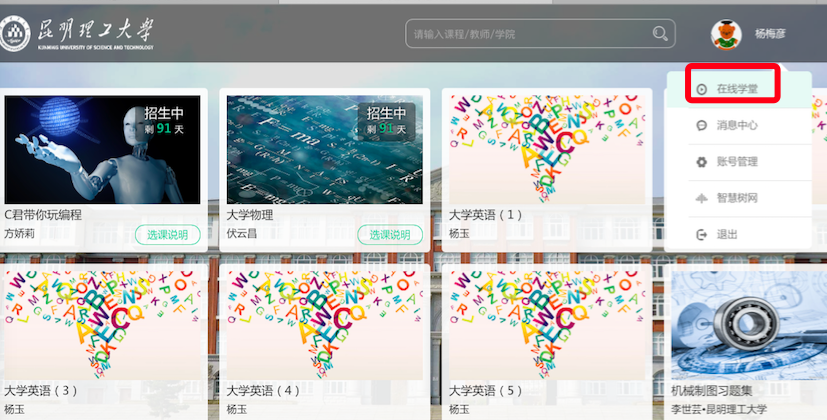 昆明理工大学
KUNMING UNIVERSITY OF SCIENCE AND TECHNOLOGY
请输入课程/教师/学院
杨梅彦
在线学堂
消息中心
账号管理
智慧树网
退出
招生中
剩 91 天
C君带你玩编程
方娇莉
选课说明
招生中
剩 91 天
大学物理
伏云昌
选课说明
大学英语（1）
杨玉
大学英语（3）
杨玉
大学英语（4）
杨玉
大学英语（5）
杨玉
机械制图习题集
李世芸•昆明理工大学